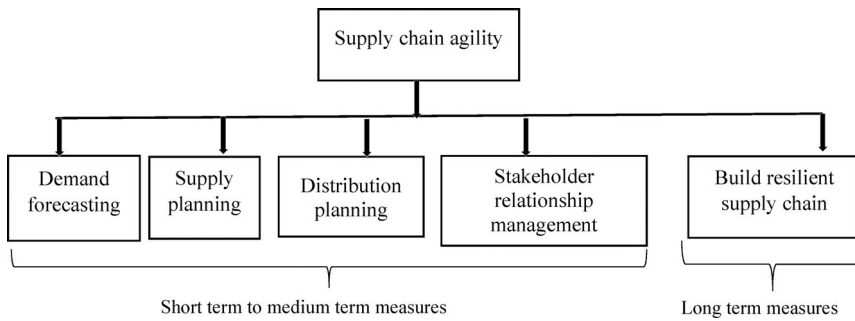 Supply chain agility
Demand
forecasting
Supply
planning
Distribution
planning
Stakeholder
relationship
management
Build resilient
supply chain
Short term to medium term measures
Long term measures